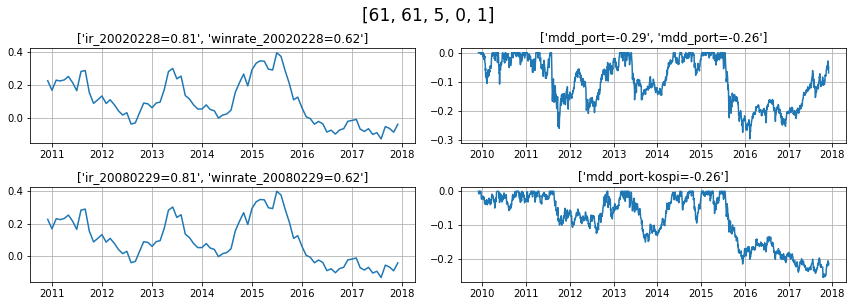 [61, 61, 5, 0, 1]
['ir_20020228=0.81', 'winrate_20020228=0.62']
0.4
0.2
0.0
2011 2012 2013 2014 2015 2016 2017 2018
['mdd_port=-0.29', 'mdd_port=-0.26']
0.0
−0.1
−0.2
−0.3
2010 2011 2012 2013 2014 2015 2016 2017 2018
['ir_20080229=0.81', 'winrate_20080229=0.62']
0.4
0.2
0.0
2011 2012 2013 2014 2015 2016 2017 2018
['mdd_port-kospi=-0.26']
0.0
−0.1
−0.2
2010 2011 2012 2013 2014 2015 2016 2017 2018